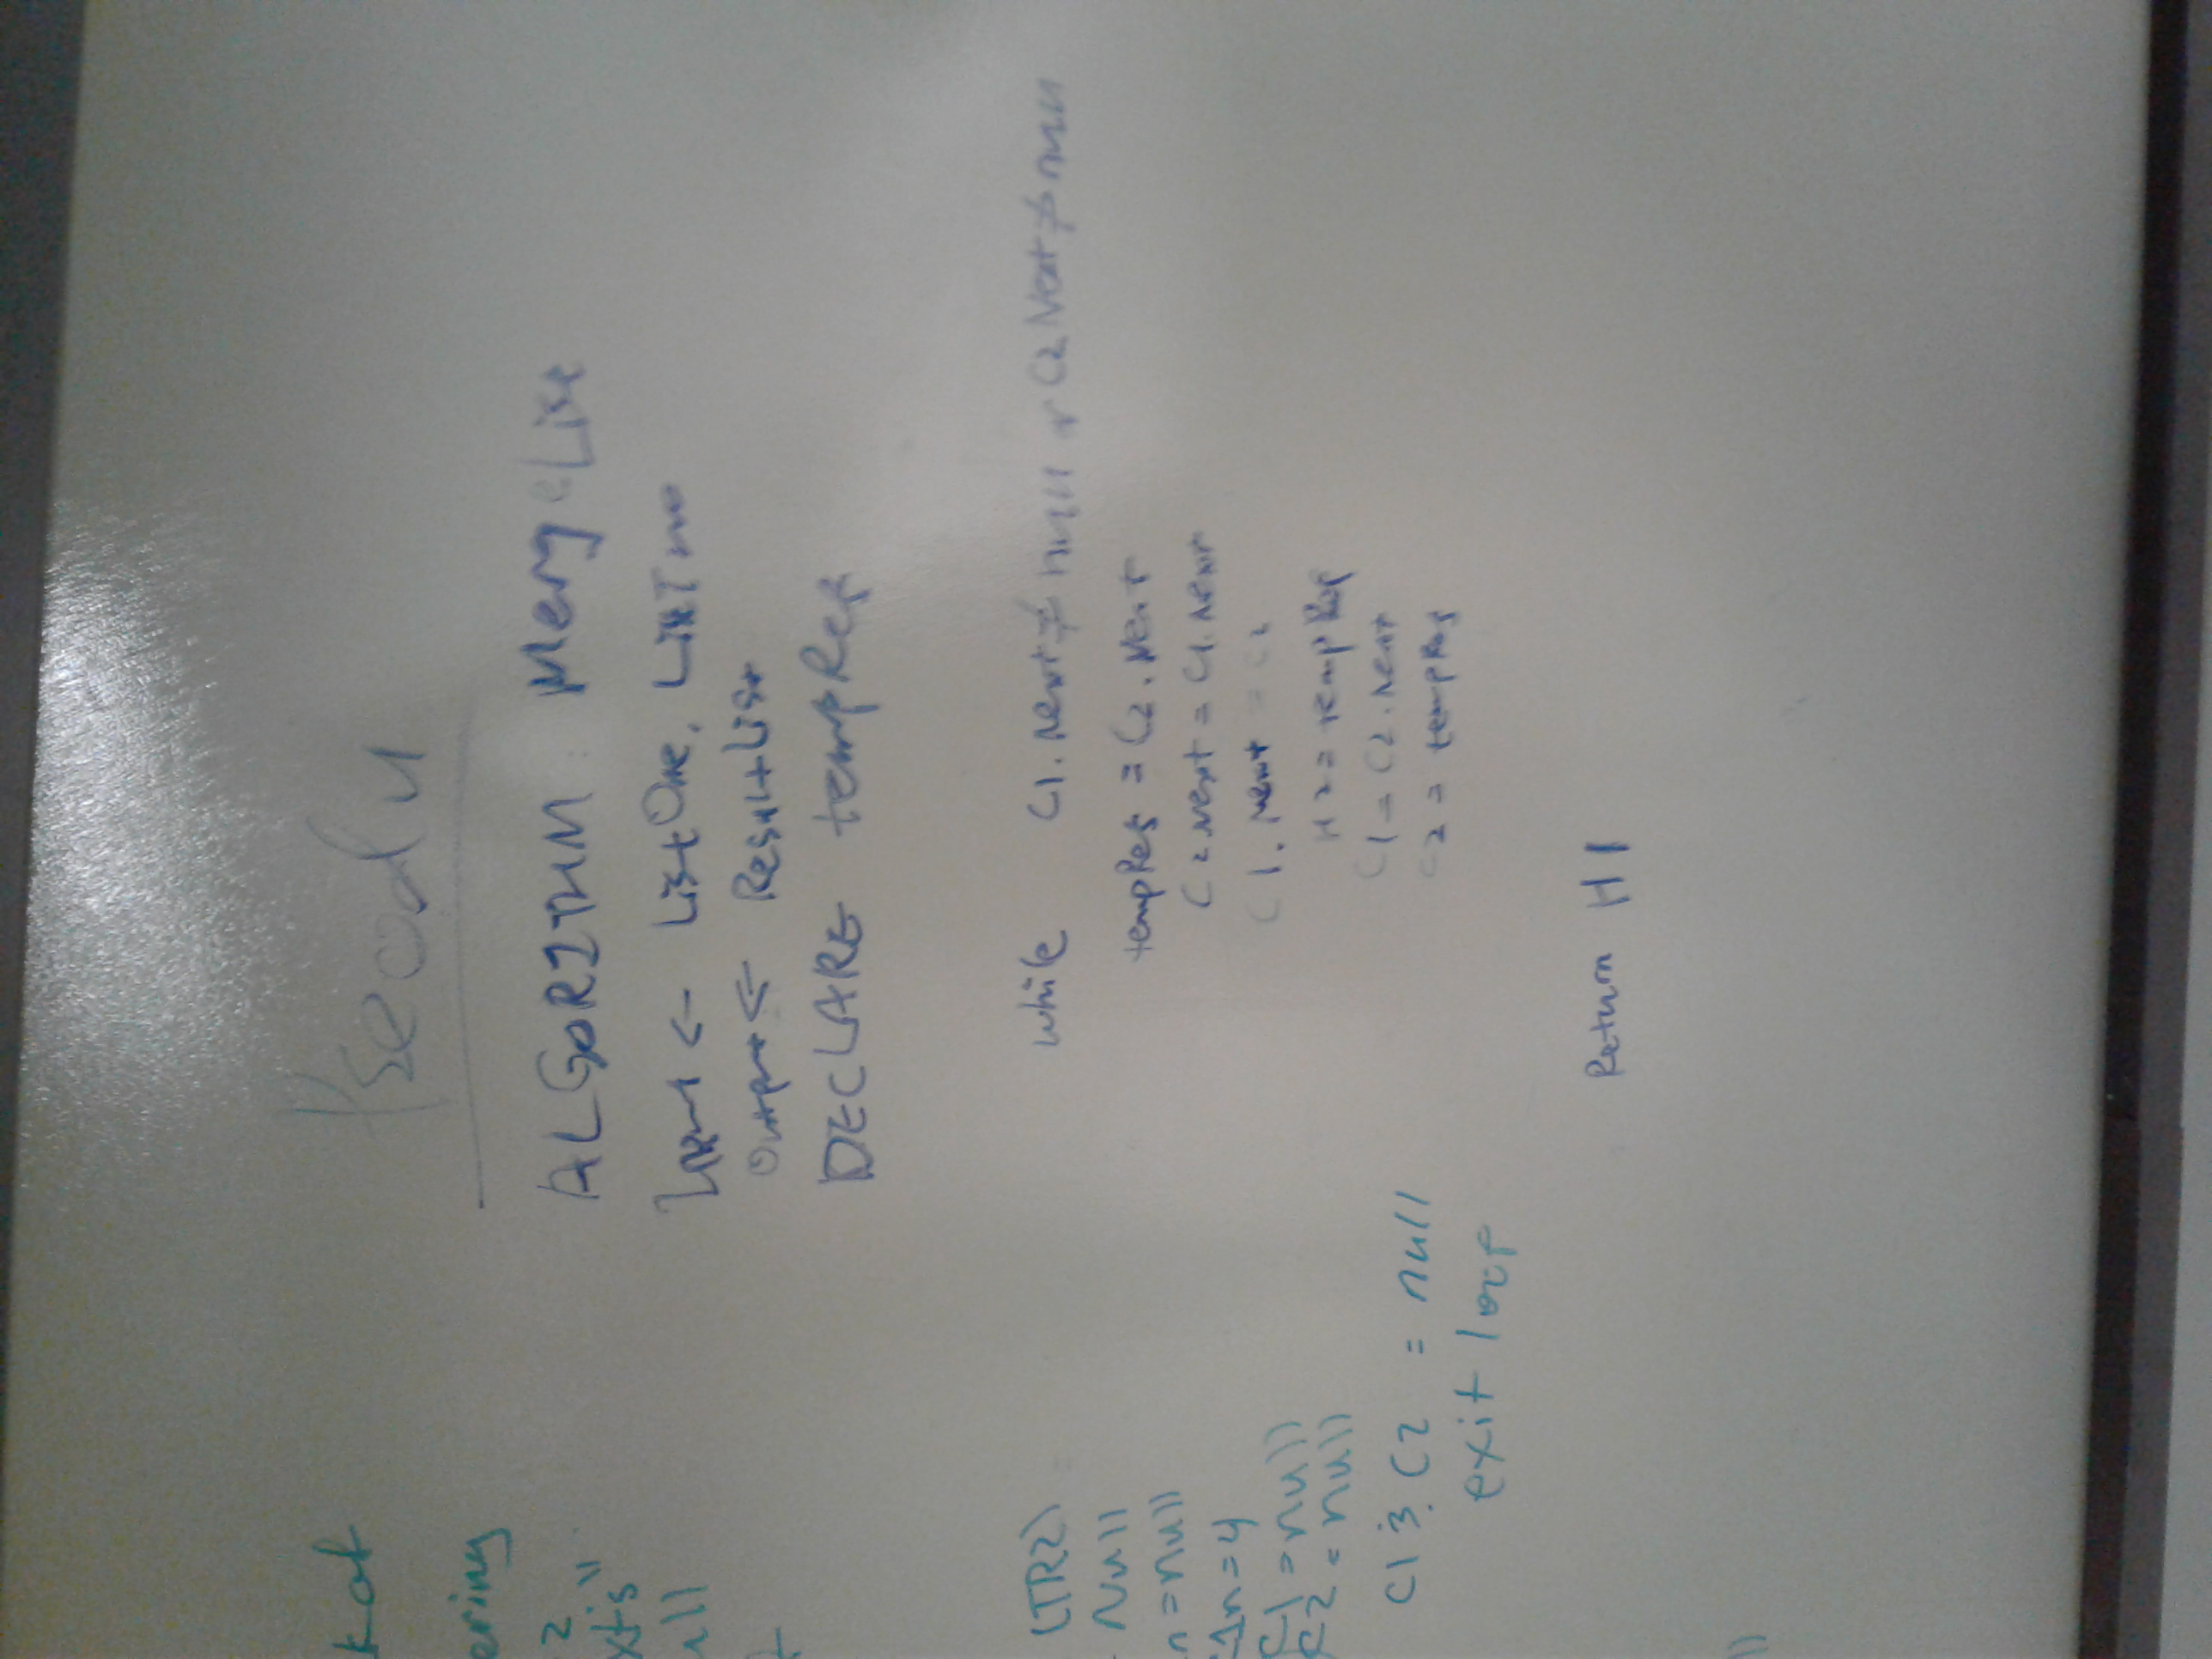 kat
ering
2
xt's"
ull
(TR2)
Null
n = null
C1n = 4
C1 = null
C2 = null
C1 & C2 = null
exit loop
Pseodu
ALGORITHM MergeList
Input <- ListOne, ListTwo
Output <- ResultList
DECLARE tempRef
while C1.Next ≠ null or C2.Next ≠ null
tempRef = C2.Next
C2.Next = C1.Next
C1.Next = C2
H2 = tempRef
C1 = C2.Next
C2 = tempRef
Return H1